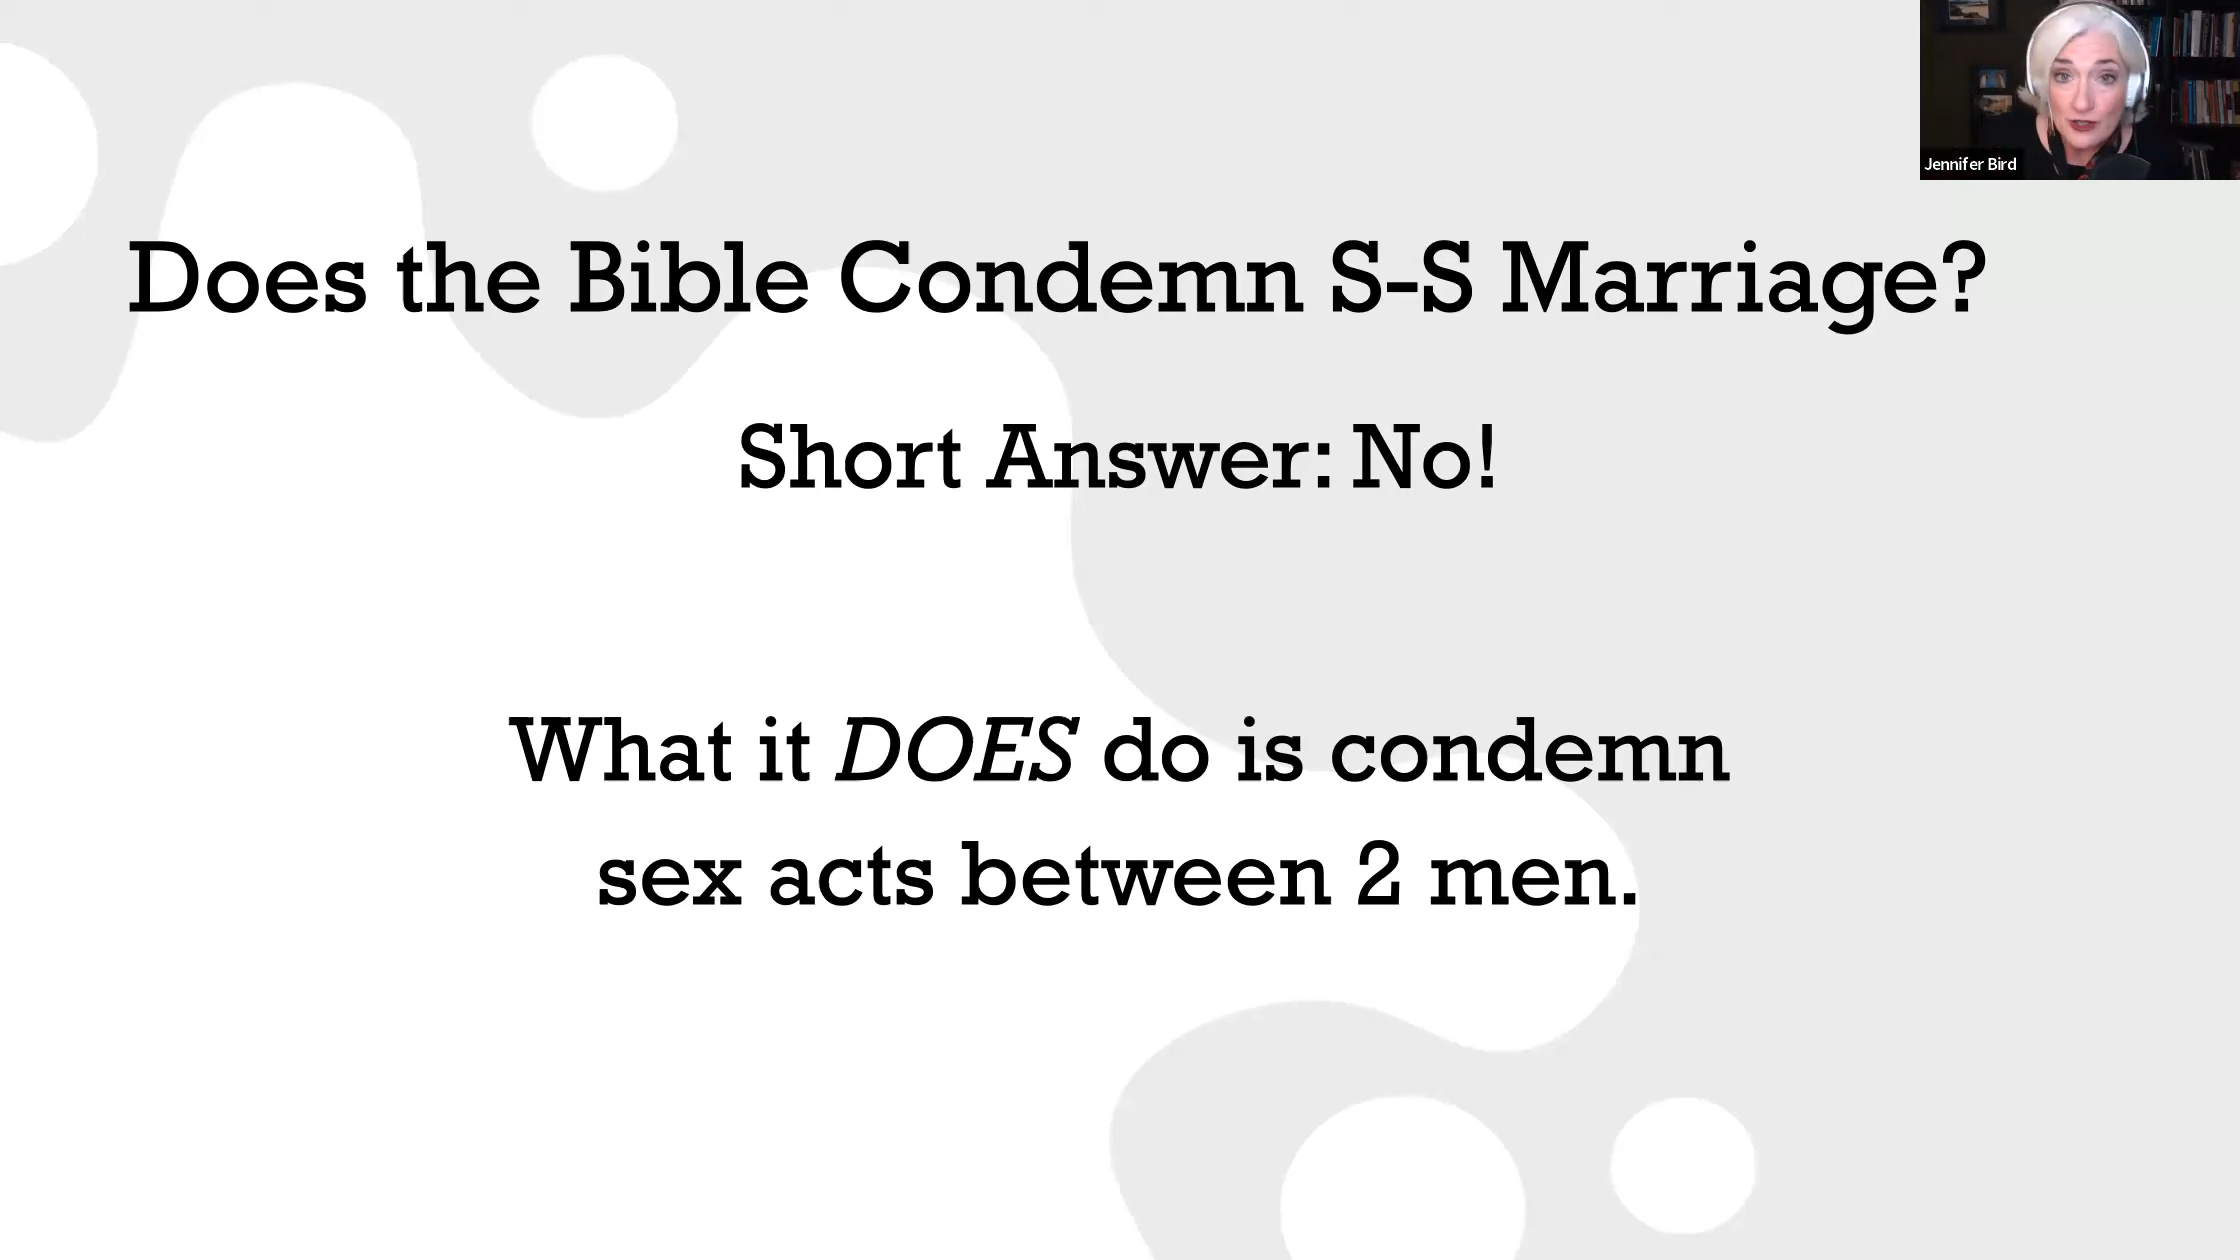 Jennifer Bird
Does the Bible Condemn S-S Marriage?
Short Answer: No!
What it DOES do is condemn
sex acts between 2 men.